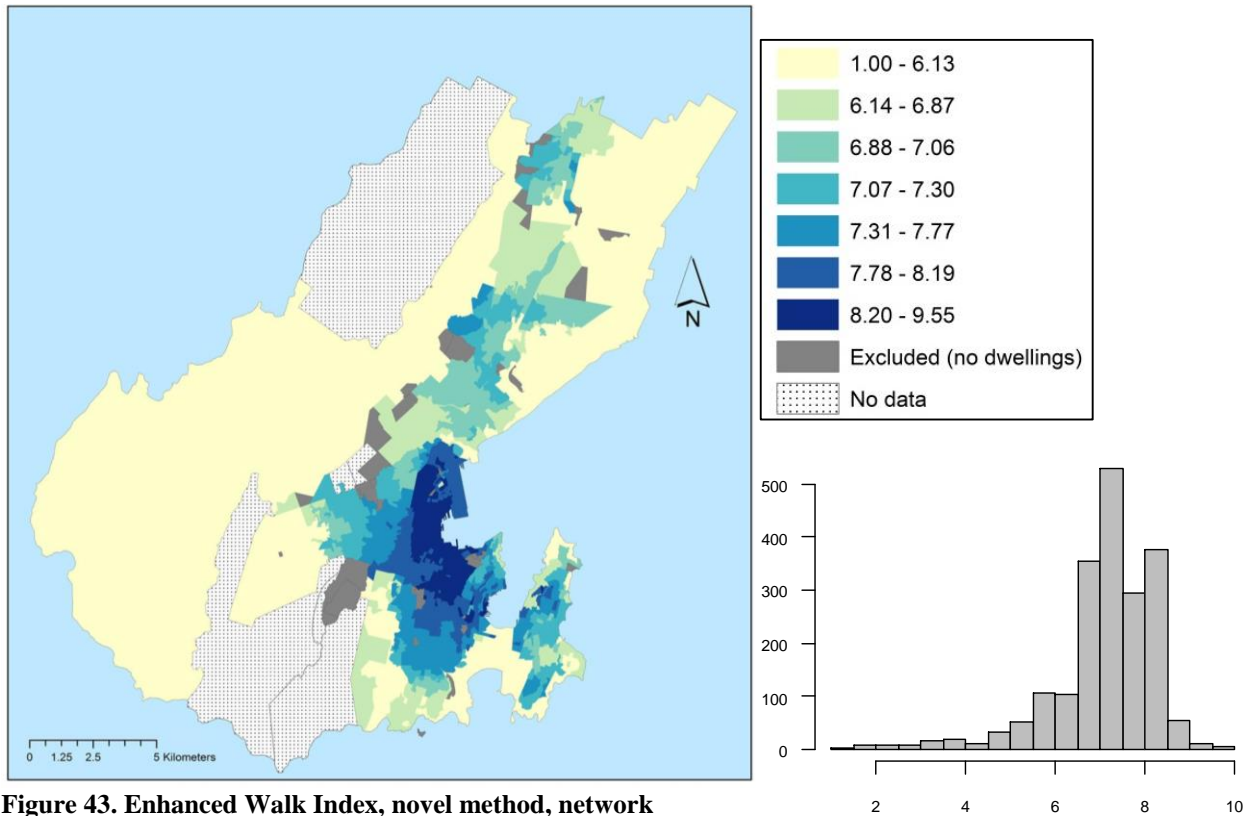 1.00 - 6.13
6.14 - 6.87
6.88 - 7.06
7.07 - 7.30
7.31 - 7.77
7.78 - 8.19
8.20 - 9.55
Excluded (no dwellings)
No data
N
0 1.25 2.5 5 Kilometers
500
400
300
200
100
0
2 4 6 8 10
Figure 43. Enhanced Walk Index, novel method, network